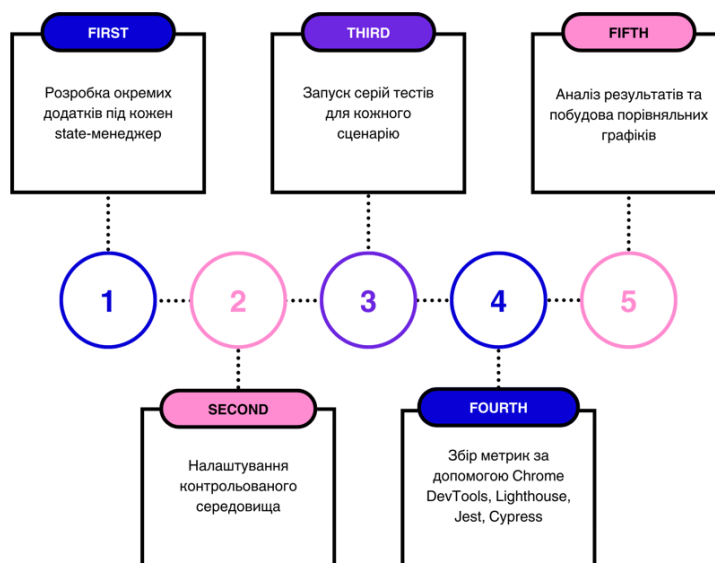 FIRST
Розробка окремих
додатків під кожен
state-менеджер
THIRD
Запуск серій тестів
для кожного
сценарію
FIFTH
Аналіз результатів та
побудова порівняльних
графіків
1
2
3
4
5
SECOND
Налаштування
контрольованого
середовища
FOURTH
Збір метрик за
допомогою Chrome
DevTools, Lighthouse,
Jest, Cypress